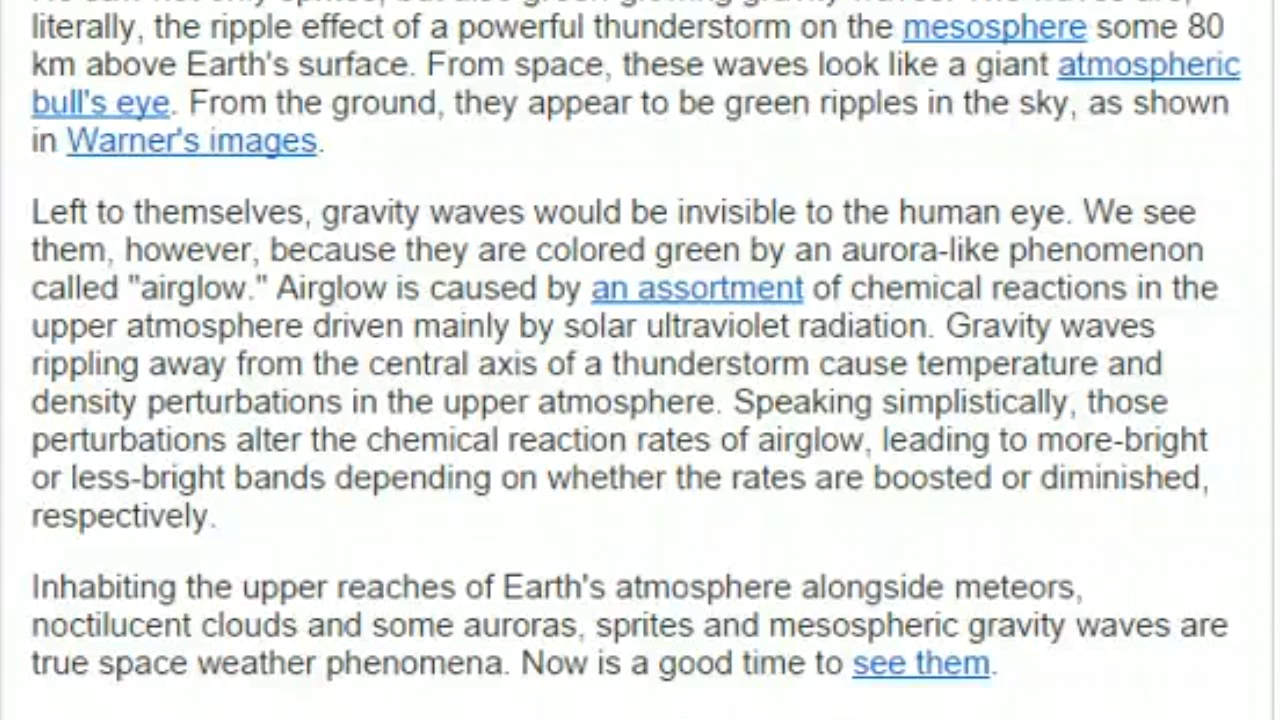 literally, the ripple effect of a powerful thunderstorm on the mesosphere some 80
km above Earth's surface. From space, these waves look like a giant atmospheric
bull's eye. From the ground, they appear to be green ripples in the sky, as shown
in Warner's images.
Left to themselves, gravity waves would be invisible to the human eye. We see
them, however, because they are colored green by an aurora-like phenomenon
called "airglow." Airglow is caused by an assortment of chemical reactions in the
upper atmosphere driven mainly by solar ultraviolet radiation. Gravity waves
rippling away from the central axis of a thunderstorm cause temperature and
density perturbations in the upper atmosphere. Speaking simplistically, those
perturbations alter the chemical reaction rates of airglow, leading to more-bright
or less-bright bands depending on whether the rates are boosted or diminished,
respectively.
Inhabiting the upper reaches of Earth's atmosphere alongside meteors,
noctilucent clouds and some auroras, sprites and mesospheric gravity waves are
true space weather phenomena. Now is a good time to see them.